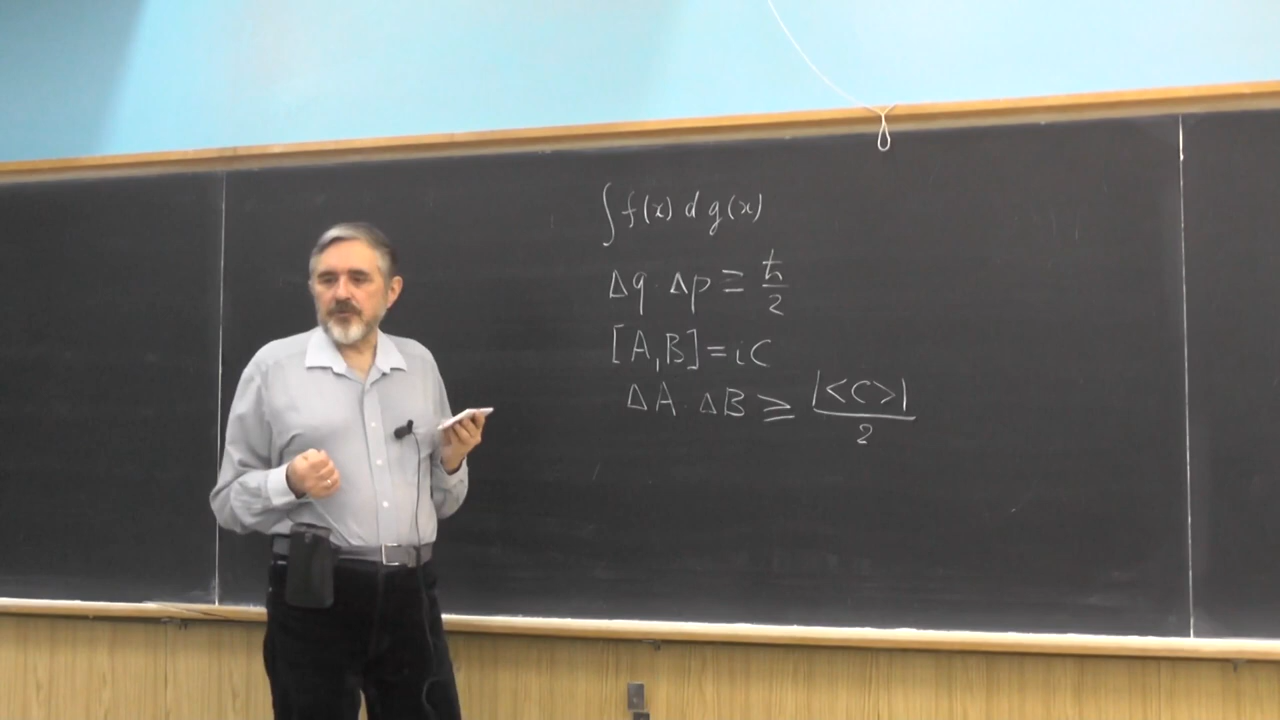 ∫ f(x) d g(x)
Δq · Δp ≥ ℏ/2
[A,B] = iC
ΔA · ΔB ≥ |<C>|/2